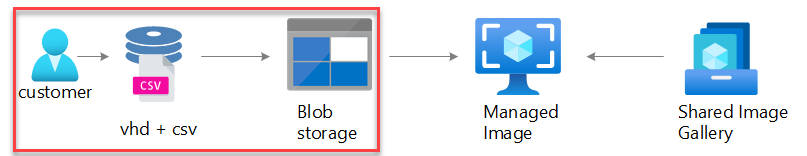 customer
CSV
vhd + csv
Blob
storage
Managed
Image
Shared Image
Gallery